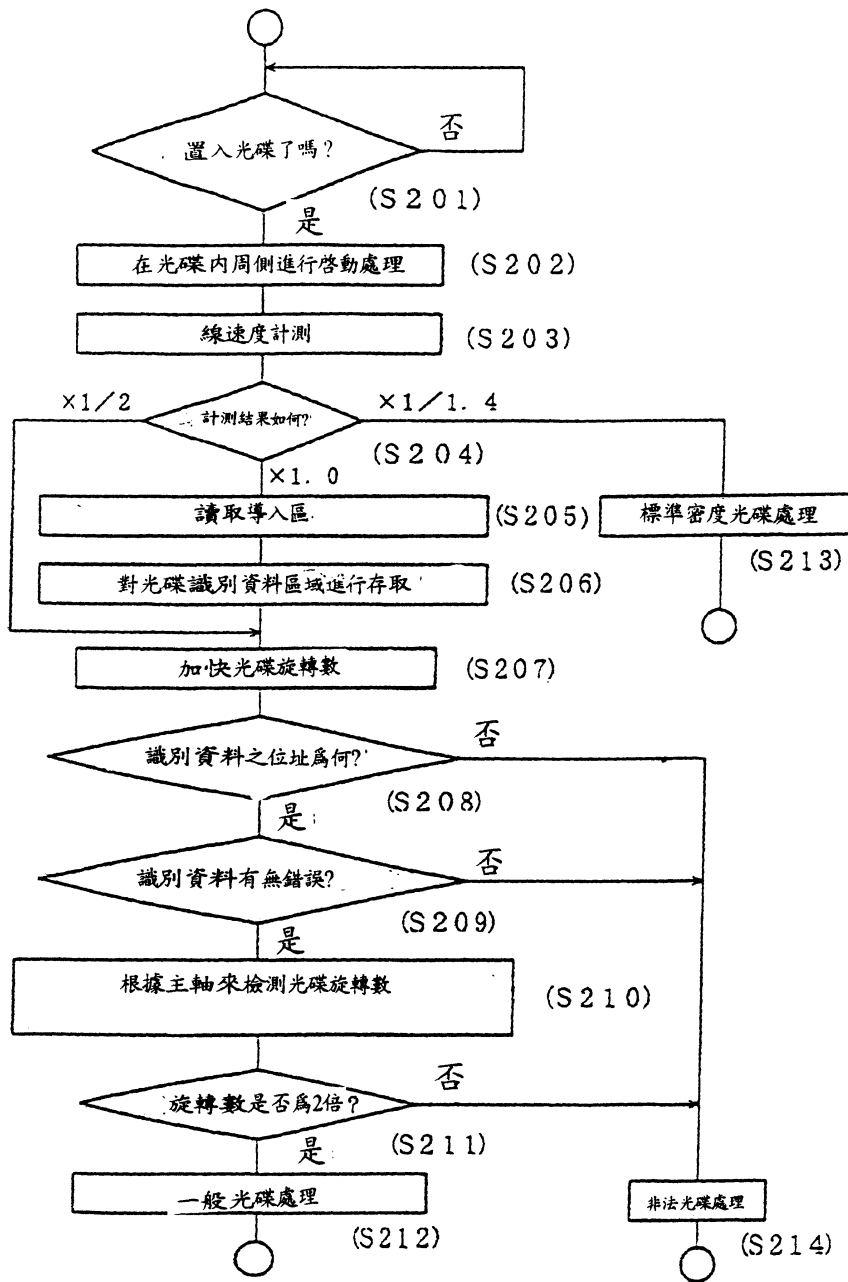 否
置入光碟了嗎?
(S201)
是
在光碟內周側進行啓動處理
(S202)
線速度計測
(S203)
×1/2
計測結果如何?
×1/1.4
(S204)
×1.0
讀取導入區
(S205)
標準密度光碟處理
(S213)
對光碟識別資料區域進行存取
(S206)
加快光碟旋轉數
(S207)
否
識別資料之位址爲何?
(S208)
是
否
識別資料有無錯誤?
(S209)
是
根據主軸來檢測光碟旋轉數
(S210)
否
旋轉數是否爲2倍?
(S211)
是
一般光碟處理
(S212)
非法光碟處理
(S214)